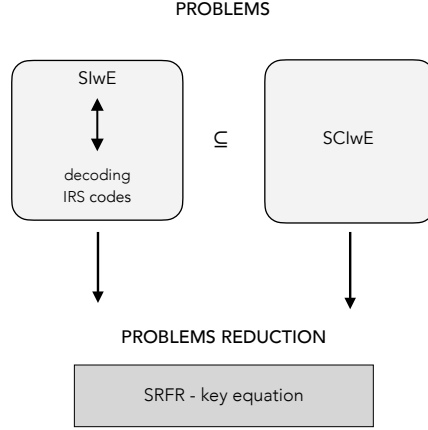 PROBLEMS
SIwE
⊆
SCIwE
decoding
IRS codes
PROBLEMS REDUCTION
SRFR - key equation